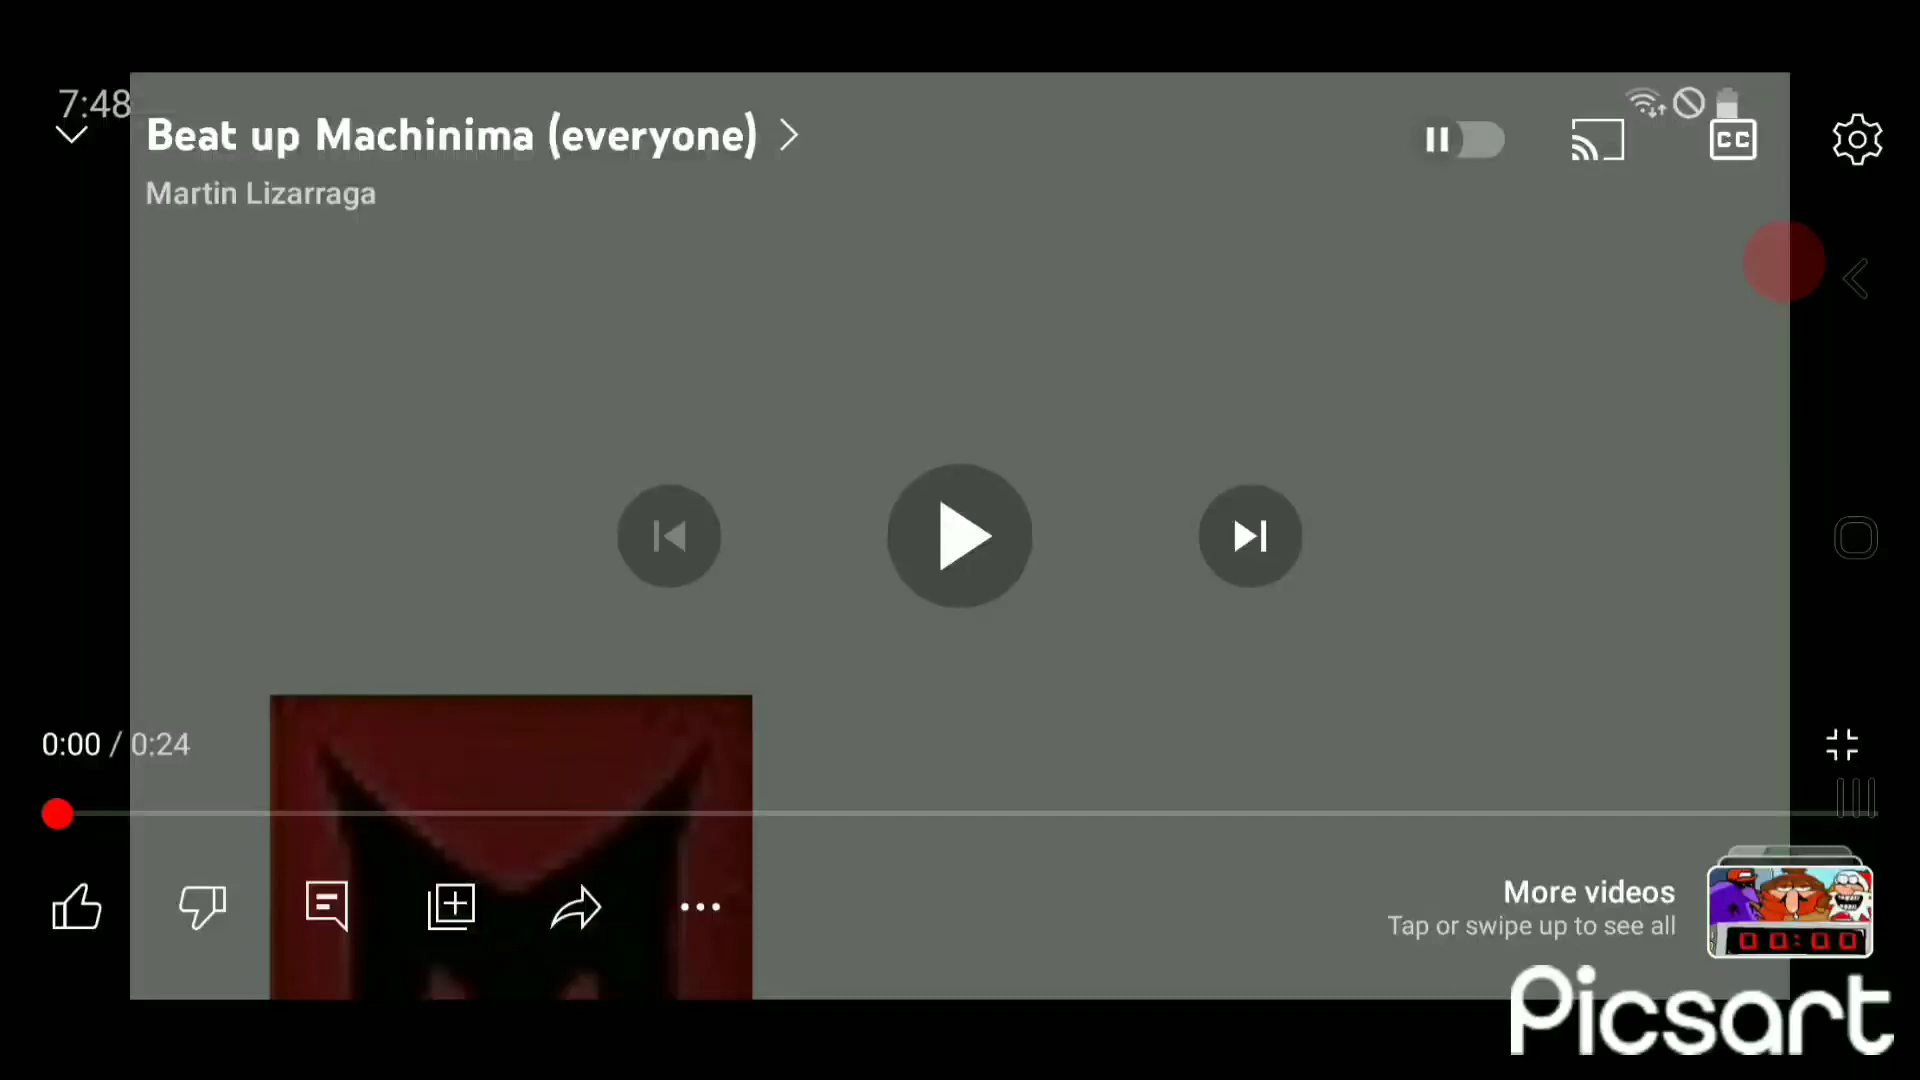 7:48
Beat up Machinima (everyone)
CC
Martin Lizarraga
0:00 / 0:24
More videos
Tap or swipe up to see all
00:00
Picsart